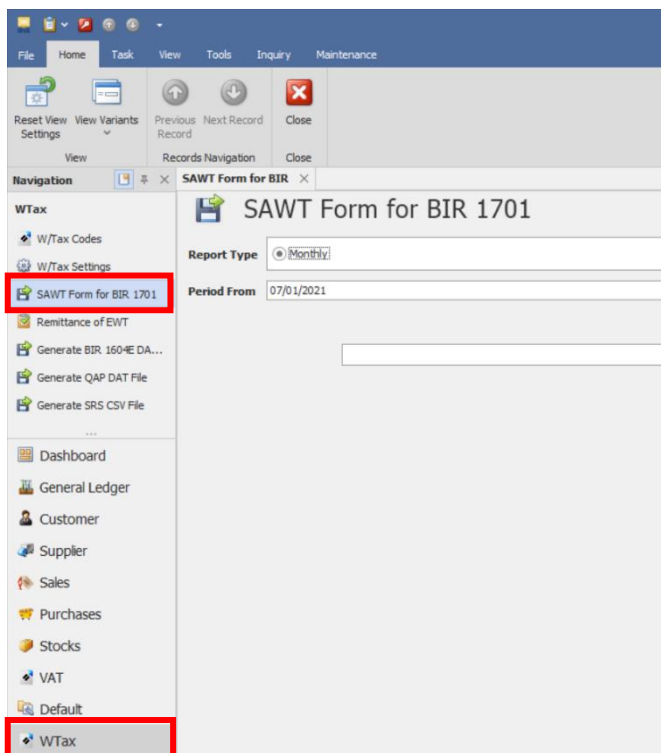 File Home Task View Tools Inquiry Maintenance
Reset View Settings
View Variants
Previous Record
Next Record
Close
View
Records Navigation
Close
Navigation
SAWT Form for BIR
WTax
W/Tax Codes
W/Tax Settings
SAWT Form for BIR 1701
Remittance of EWT
Generate BIR 1604E DA...
Generate QAP DAT File
Generate SRS CSV File
...
Dashboard
General Ledger
Customer
Supplier
Sales
Purchases
Stocks
VAT
Default
WTax
SAWT Form for BIR 1701
Report Type Monthly
Period From 07/01/2021